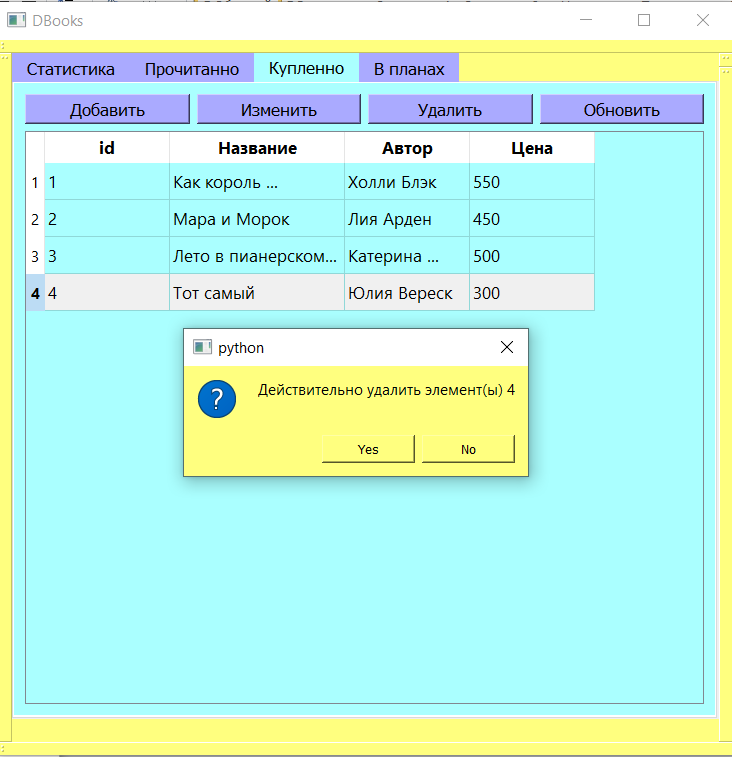 DBooks
Статистика Прочитанно Купленно В планах
Добавить Изменить Удалить Обновить
id Название Автор Цена
1 1 Как король ... Холли Блэк 550
2 2 Мара и Морок Лия Арден 450
3 3 Лето в пианерском... Катерина ... 500
4 4 Тот самый Юлия Вереск 300
python
Действительно удалить элемент(ы) 4
Yes No